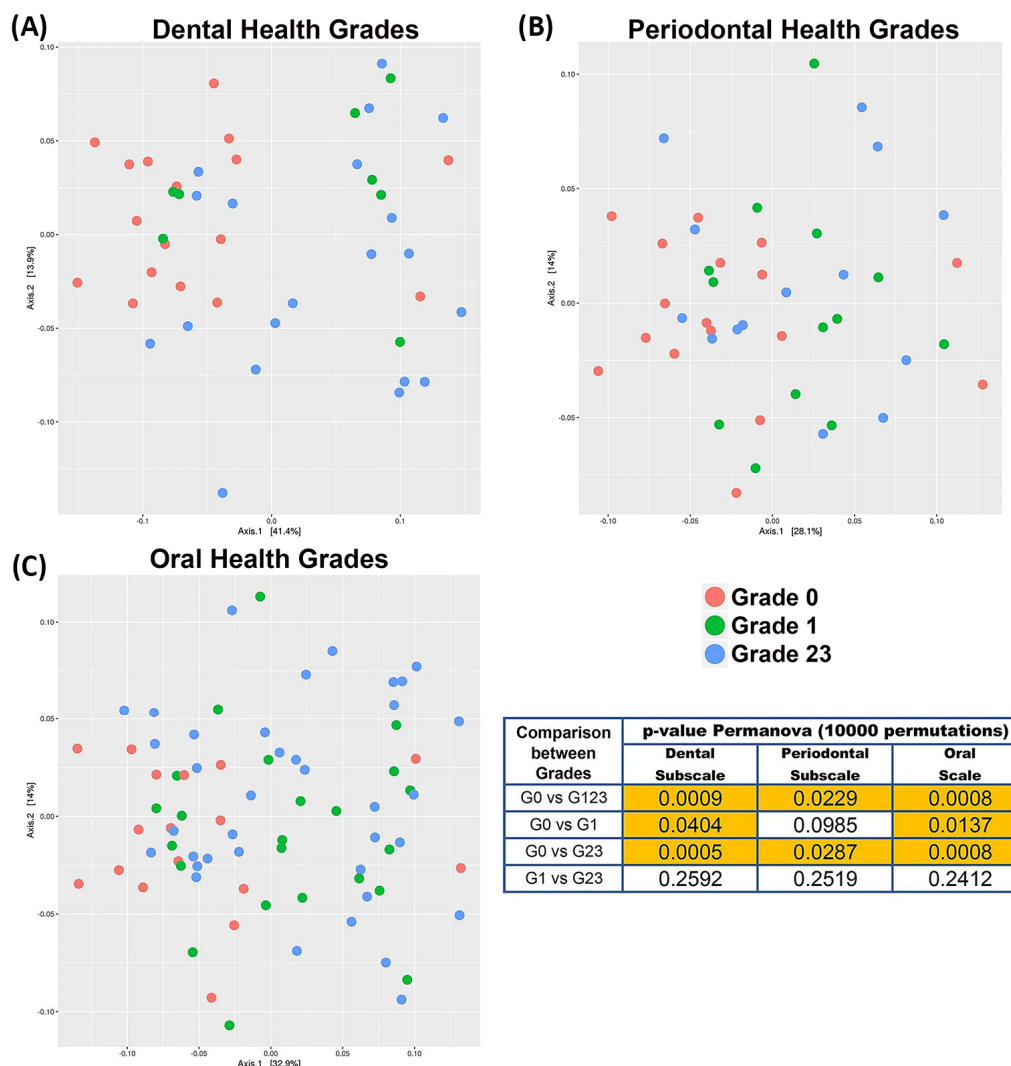 (A)
Dental Health Grades
0.10
0.05
0.00
-0.05
-0.10
Axis.2 [13.9%]
-0.1
0.0
0.1
Axis.1 [41.4%]
(B)
Periodontal Health Grades
0.10
0.05
0.00
-0.05
Axis.2 [14%]
-0.10
-0.05
0.00
0.05
0.10
Axis.1 [28.1%]
(C)
Oral Health Grades
0.10
0.05
0.00
-0.05
-0.10
Axis.2 [14%]
-0.10
-0.05
0.00
0.05
0.10
Axis.1 [32.9%]
Grade 0
Grade 1
Grade 23
Comparison between Grades
p-value Permanova (10000 permutations)
Dental Subscale
Periodontal Subscale
Oral Scale
G0 vs G123 0.0009 0.0229 0.0008
G0 vs G1 0.0404 0.0985 0.0137
G0 vs G23 0.0005 0.0287 0.0008
G1 vs G23 0.2592 0.2519 0.2412